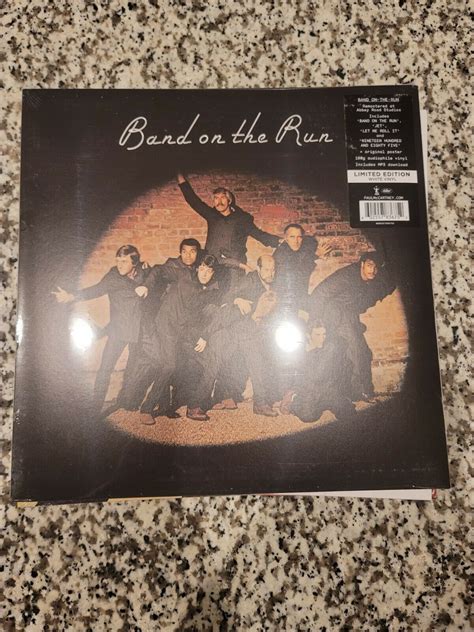 Band on the Run
BAND ON THE RUN
Remastered at
Abbey Road Studios
Includes
"BAND ON THE RUN",
"JET",
"LET ME ROLL IT"
and
"NINETEEN HUNDRED
AND EIGHTY FIVE"
+ original poster
180g audiophile vinyl
Includes MP3 download
LIMITED EDITION
WHITE VINYL
PAULMCCARTNEY.COM